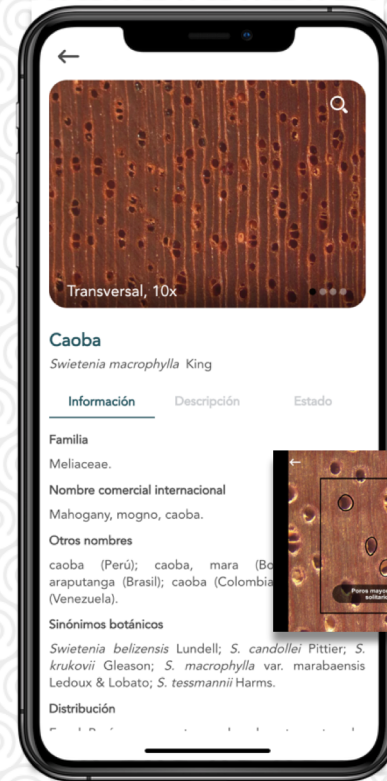 Transversal, 10x
Caoba
Swietenia macrophylla King
Información Descripción Estado
Familia
Meliaceae.
Nombre comercial internacional
Mahogany, mogno, caoba.
Otros nombres
caoba (Perú); caoba, mara
araputanga (Brasil); caoba (Colombia
(Venezuela).
Poros
solitario
Sinónimos botánicos
Swietenia belizensis Lundell; S. candollei Pittier; S.
krukovii Gleason; S. macrophylla var. marabaensis
Ledoux & Lobato; S. tessmannii Harms.
Distribución